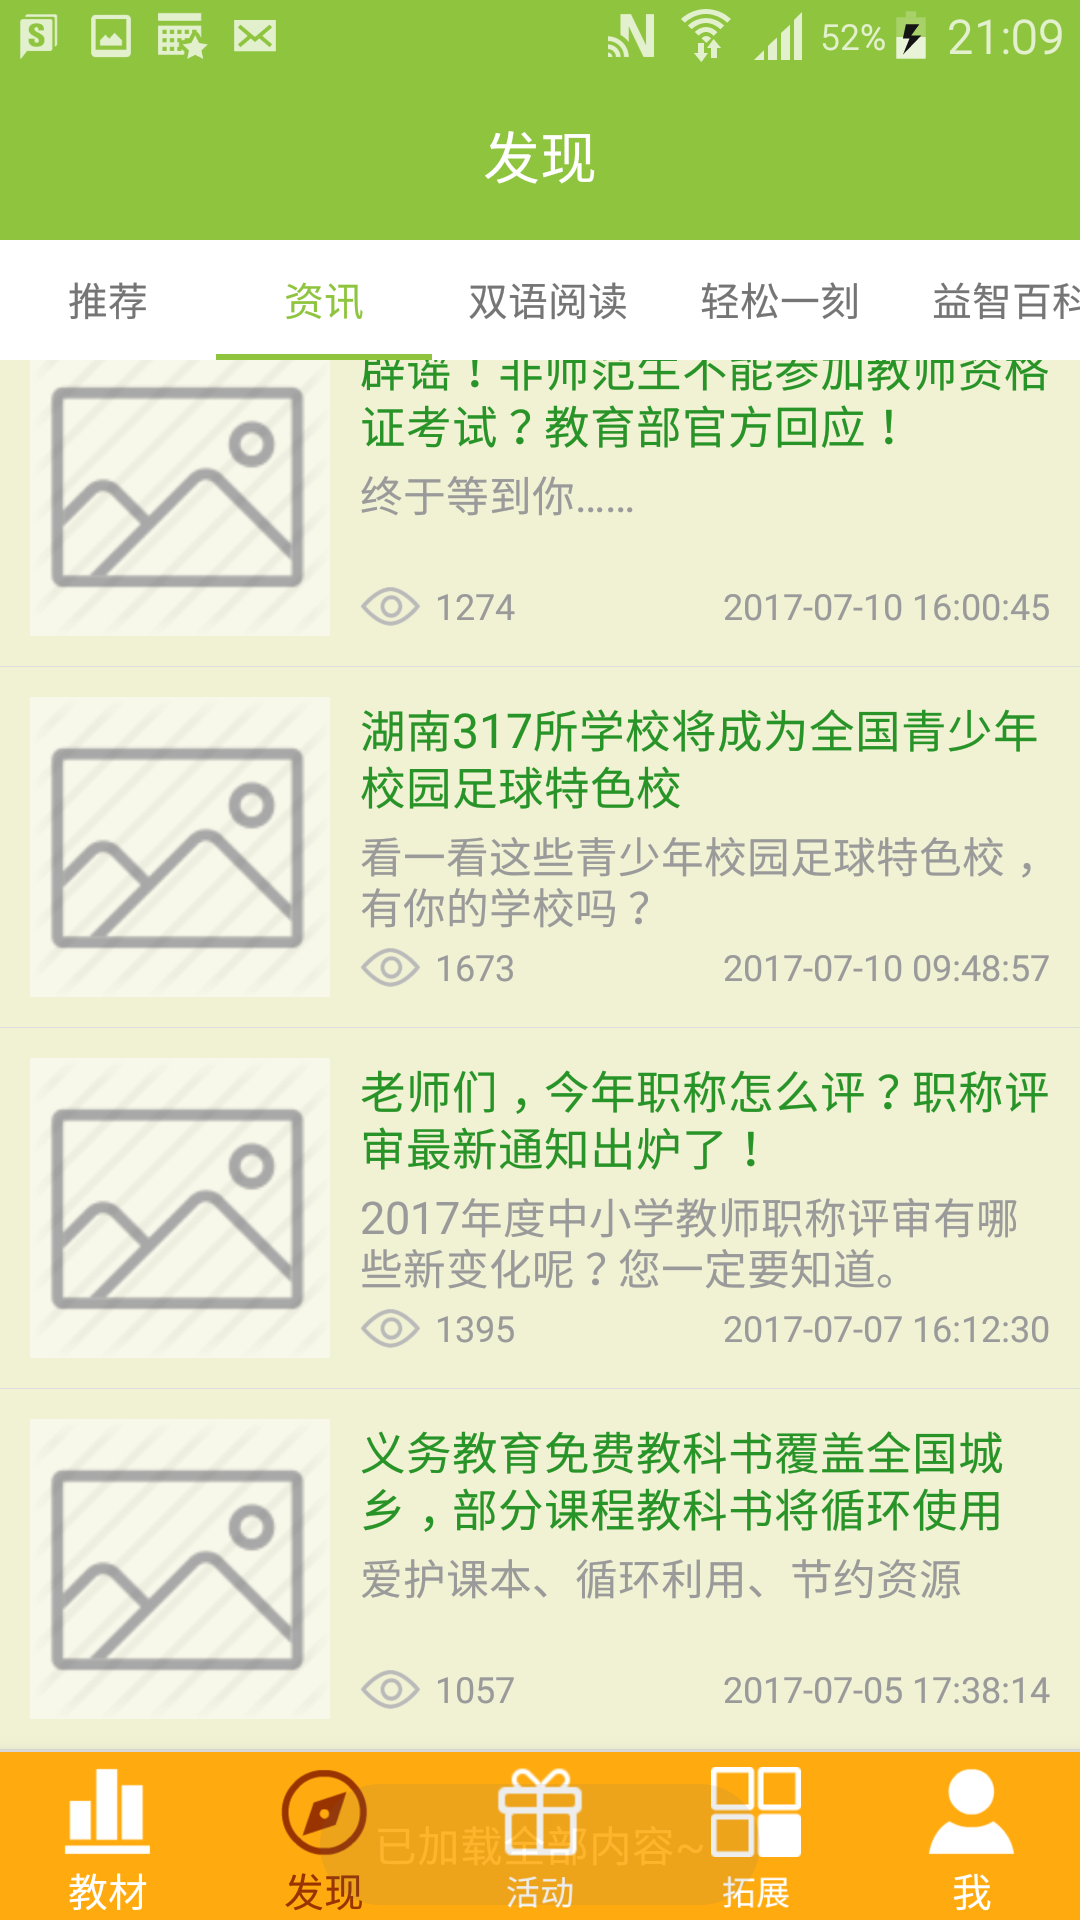 52% 21:09
发现
推荐 资讯 双语阅读 轻松一刻 益智百科
辟谣！非师范生不能参加教师资格
证考试？教育部官方回应！
终于等到你……
1274 2017-07-10 16:00:45
湖南317所学校将成为全国青少年
校园足球特色校
看一看这些青少年校园足球特色校，
有你的学校吗？
1673 2017-07-10 09:48:57
老师们，今年职称怎么评？职称评
审最新通知出炉了！
2017年度中小学教师职称评审有哪
些新变化呢？您一定要知道。
1395 2017-07-07 16:12:30
义务教育免费教科书覆盖全国城
乡，部分课程教科书将循环使用
爱护课本、循环利用、节约资源
1057 2017-07-05 17:38:14
已加载全部内容~
教材 发现 活动 拓展 我